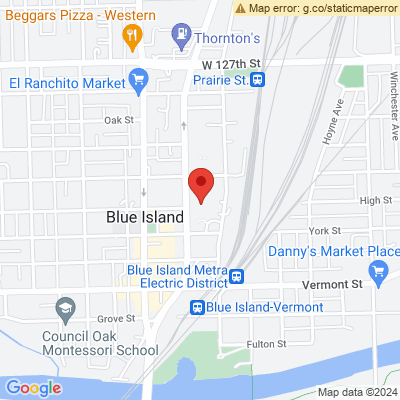 Map error: g.co/staticmaperror
Beggars Pizza - Western
Thornton's
W 127th St
El Ranchito Market
Prairie St.
Oak St
Hoyne Ave
Winchester Ave
High St
Blue Island
York St
Danny's Market Place
Blue Island Metra
Electric District
Vermont St
Blue Island-Vermont
Grove St
Council Oak
Montessori School
Fulton St
Google
Map data ©2024